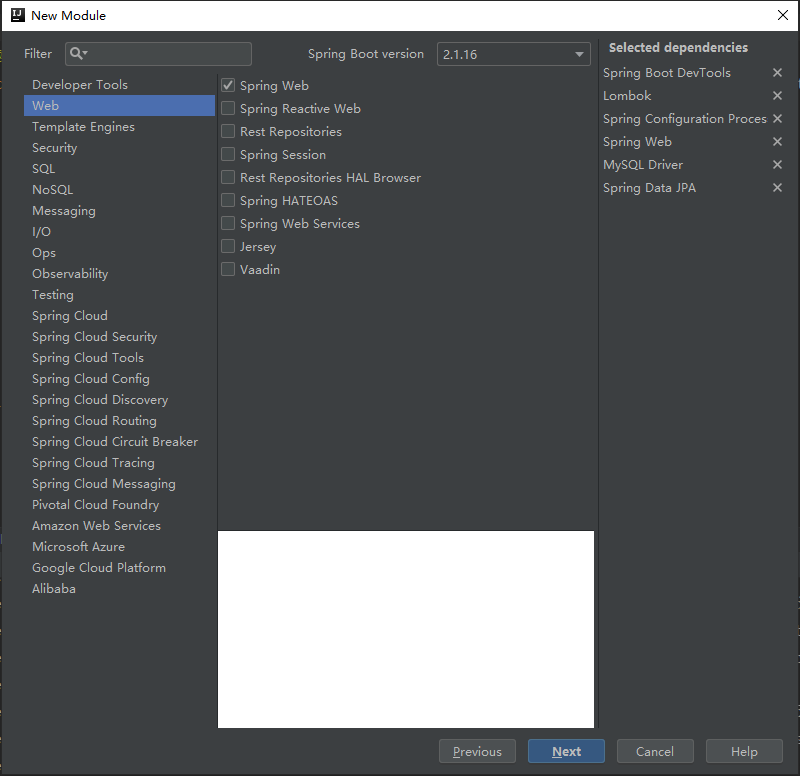 New Module
Filter
Spring Boot version 2.1.16
Developer Tools
Web
Template Engines
Security
SQL
NoSQL
Messaging
I/O
Ops
Observability
Testing
Spring Cloud
Spring Cloud Security
Spring Cloud Tools
Spring Cloud Config
Spring Cloud Discovery
Spring Cloud Routing
Spring Cloud Circuit Breaker
Spring Cloud Tracing
Spring Cloud Messaging
Pivotal Cloud Foundry
Amazon Web Services
Microsoft Azure
Google Cloud Platform
Alibaba
Spring Web
Spring Reactive Web
Rest Repositories
Spring Session
Rest Repositories HAL Browser
Spring HATEOAS
Spring Web Services
Jersey
Vaadin
Selected dependencies
Spring Boot DevTools
Lombok
Spring Configuration Proces
Spring Web
MySQL Driver
Spring Data JPA
Previous
Next
Cancel
Help